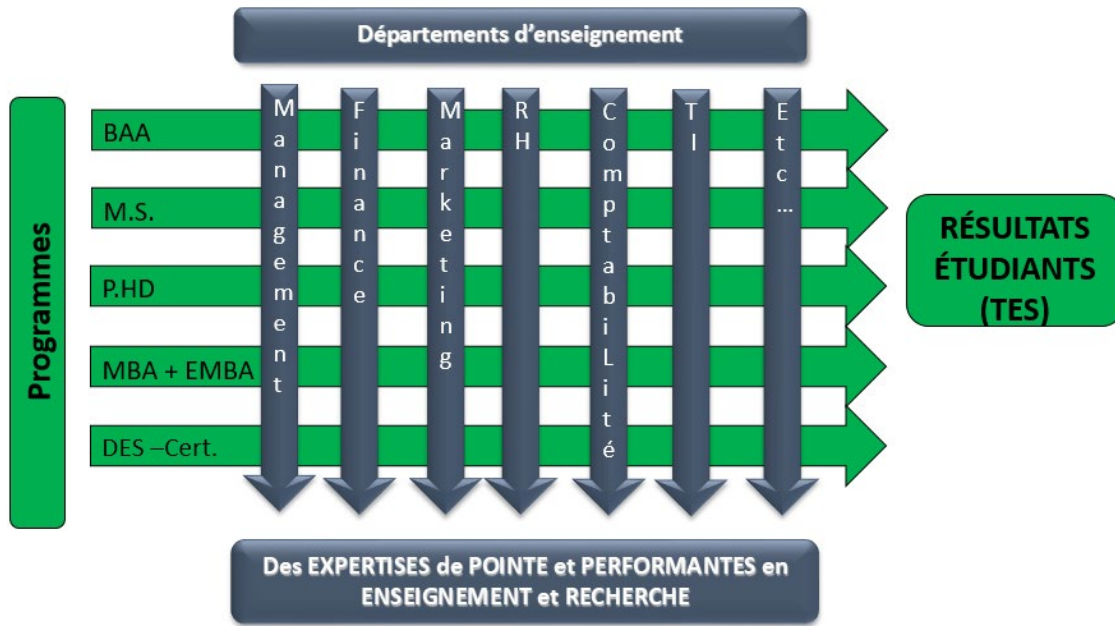 Départements d'enseignement
Programmes
BAA
M.S.
P.HD
MBA + EMBA
DES –Cert.
Management
Finance
Marketing
RH
ComptabiLité
TI
Etc...
RÉSULTATS
ÉTUDIANTS
(TES)
Des EXPERTISES de POINTE et PERFORMANTES en
ENSEIGNEMENT et RECHERCHE